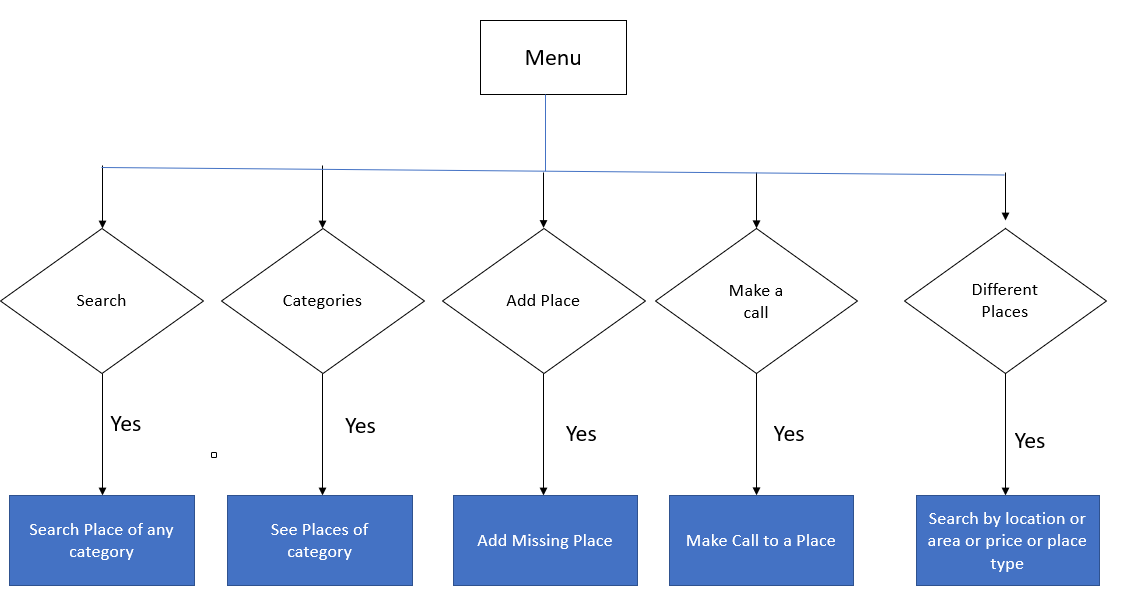 Menu
Search
Categories
Add Place
Make a
call
Different
Places
Yes
Yes
Yes
Yes
Yes
Search Place of any
category
See Places of
category
Add Missing Place
Make Call to a Place
Search by location or
area or price or place
type